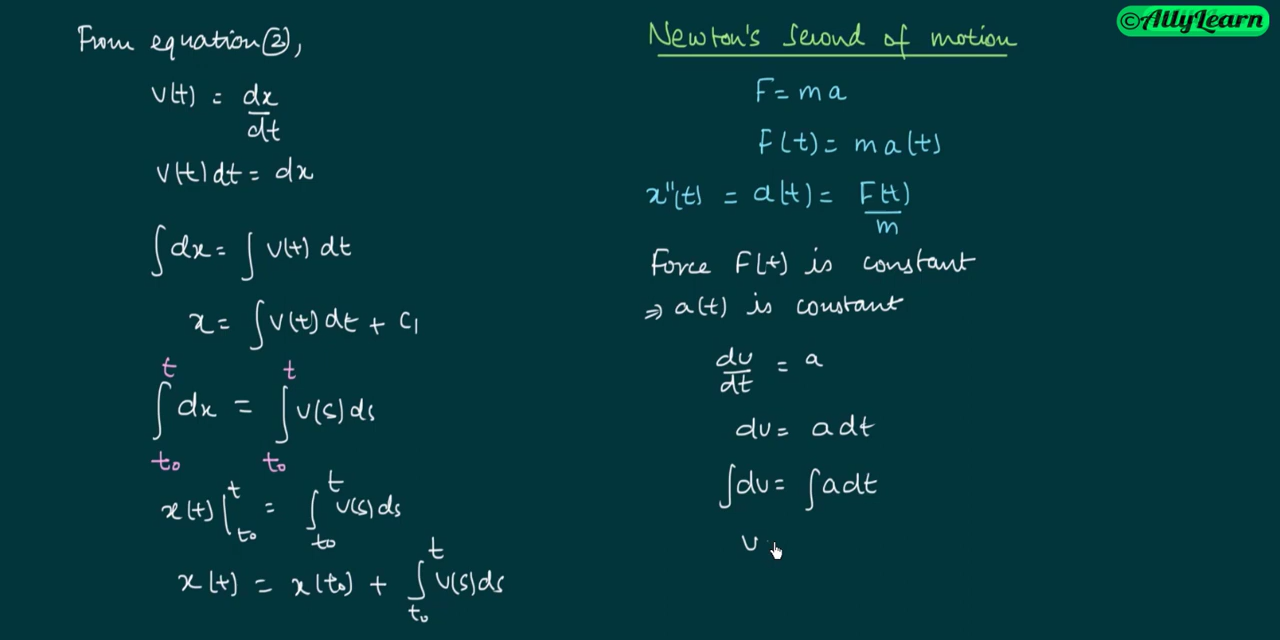 From equation ②,
v(t) = dx/dt
v(t) dt = dx
∫ dx = ∫ v(t) dt
x = ∫ v(t) dt + c₁
∫_{t₀}^{t} dx = ∫_{t₀}^{t} v(s) ds
x(t) |_{t₀}^{t} = ∫_{t₀}^{t} v(s) ds
x(t) = x(t₀) + ∫_{t₀}^{t} v(s) ds
©AllyLearn
Newton's second of motion
F = ma
F(t) = m a(t)
x''(t) = a(t) = F(t)/m
Force F(t) is constant
⇒ a(t) is constant
dv/dt = a
dv = a dt
∫ dv = ∫ a dt
v